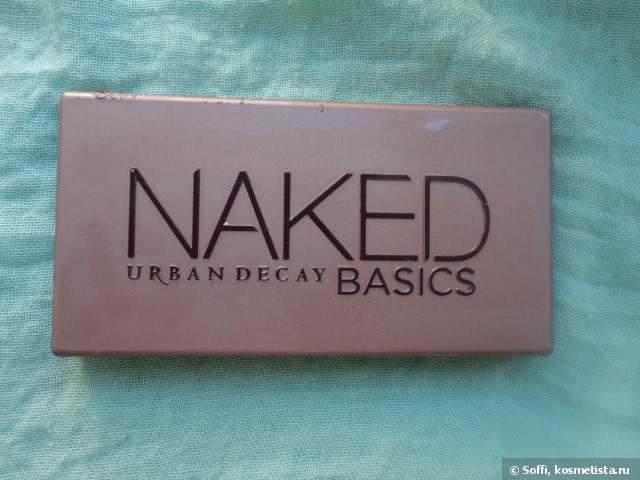 NAKED
URBAN DECAY BASICS
© Soffi, kosmetista.ru